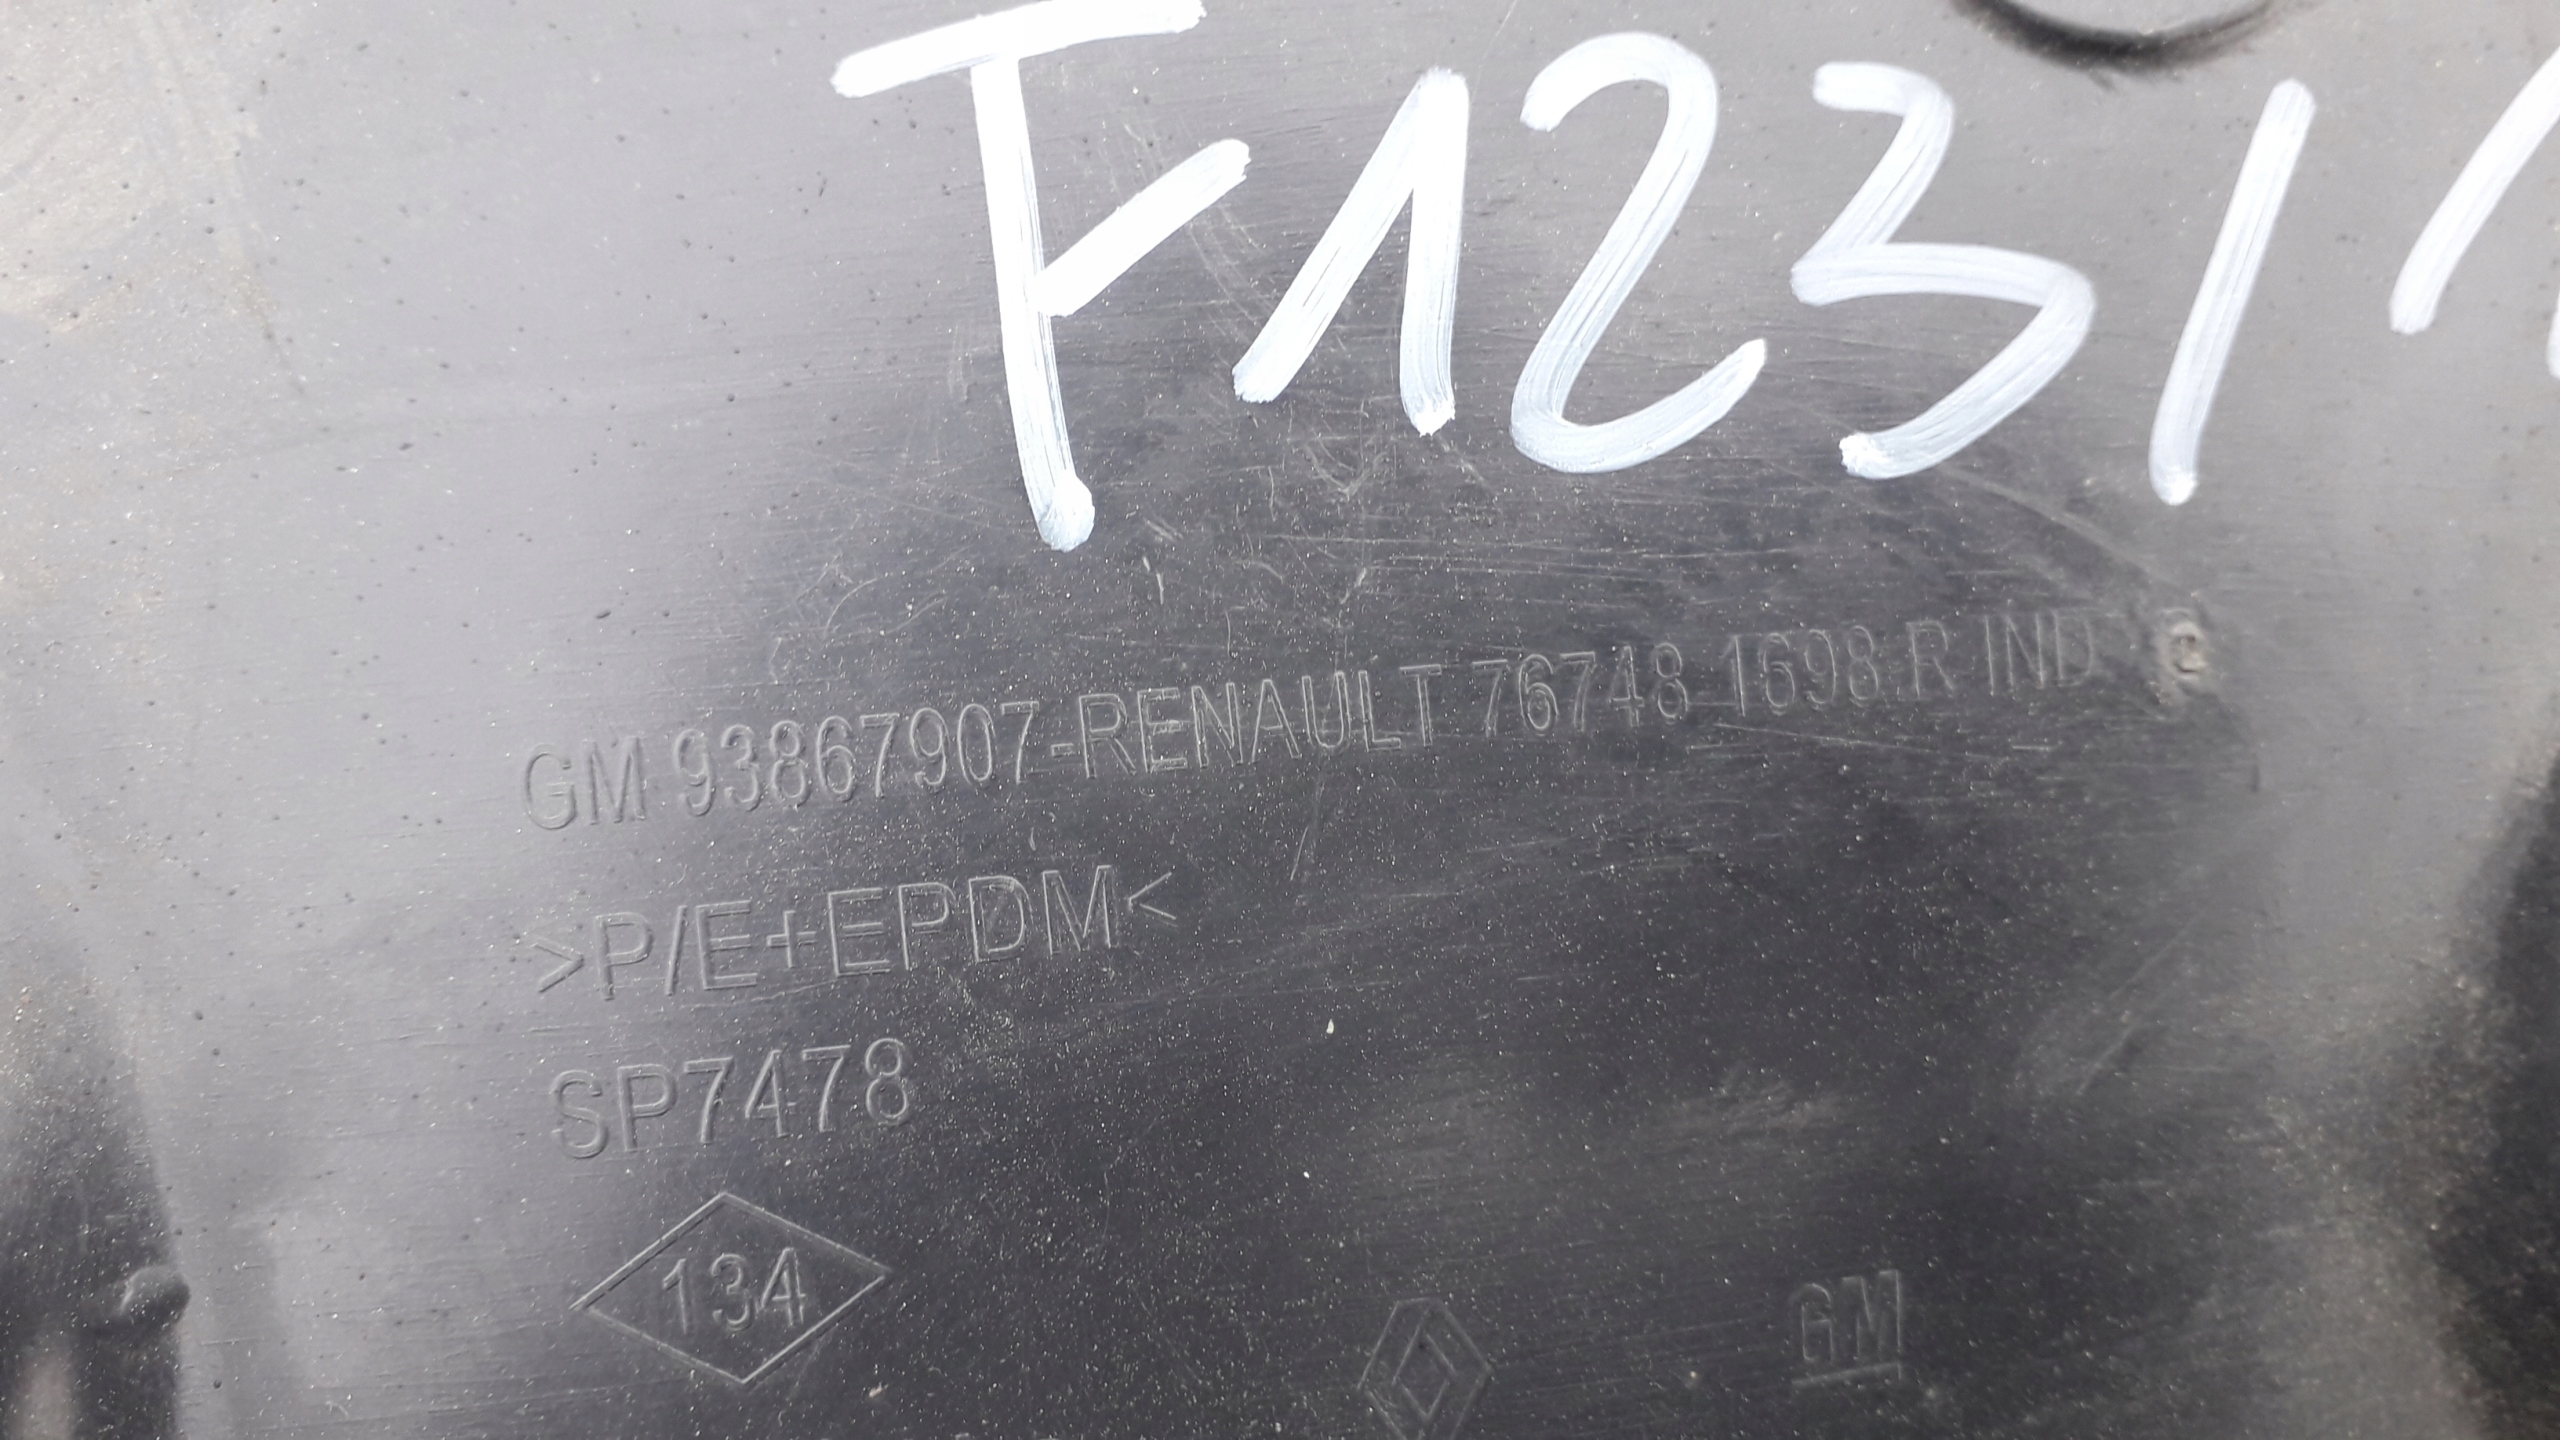 F123/1
GM 93867907-RENAULT 76748 1698 R IND C
>P/E+EPDM<
SP7478
134
GM